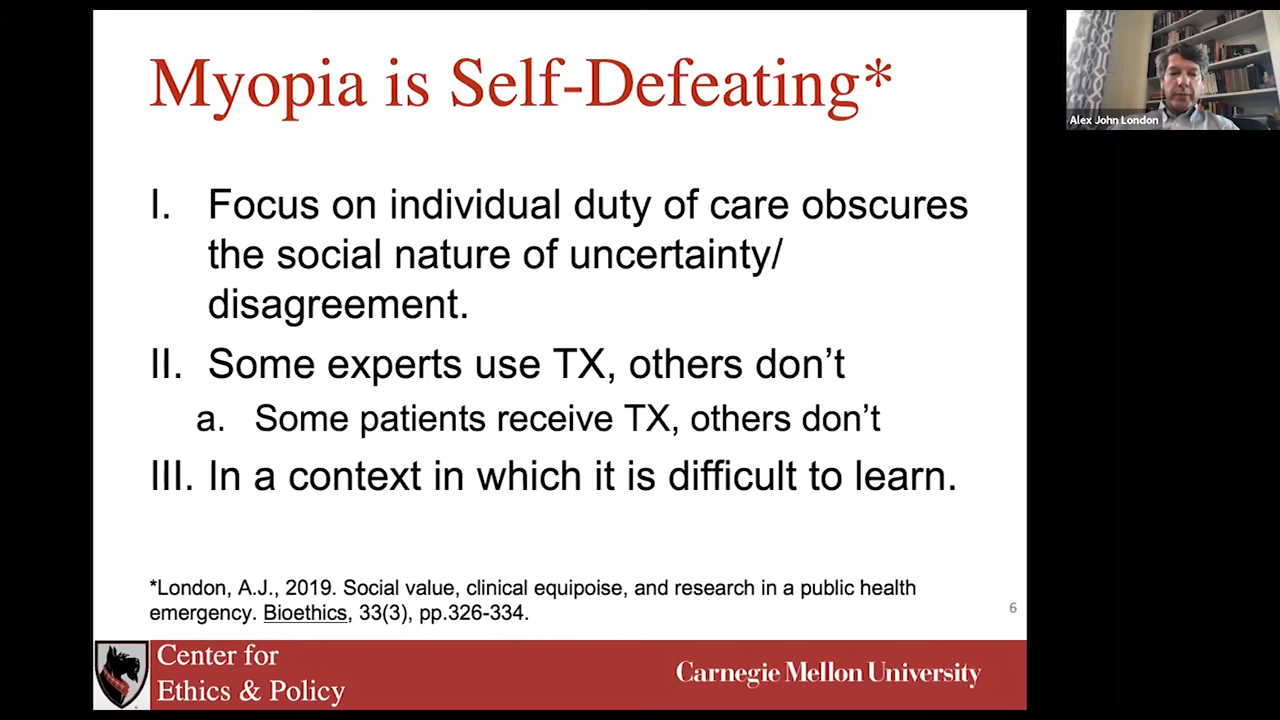 Myopia is Self-Defeating*
I. Focus on individual duty of care obscures
the social nature of uncertainty/
disagreement.
II. Some experts use TX, others don’t
a. Some patients receive TX, others don’t
III. In a context in which it is difficult to learn.
*London, A.J., 2019. Social value, clinical equipoise, and research in a public health
emergency. Bioethics, 33(3), pp.326-334.
6
Center for
Ethics & Policy
Carnegie Mellon University
Alex John London